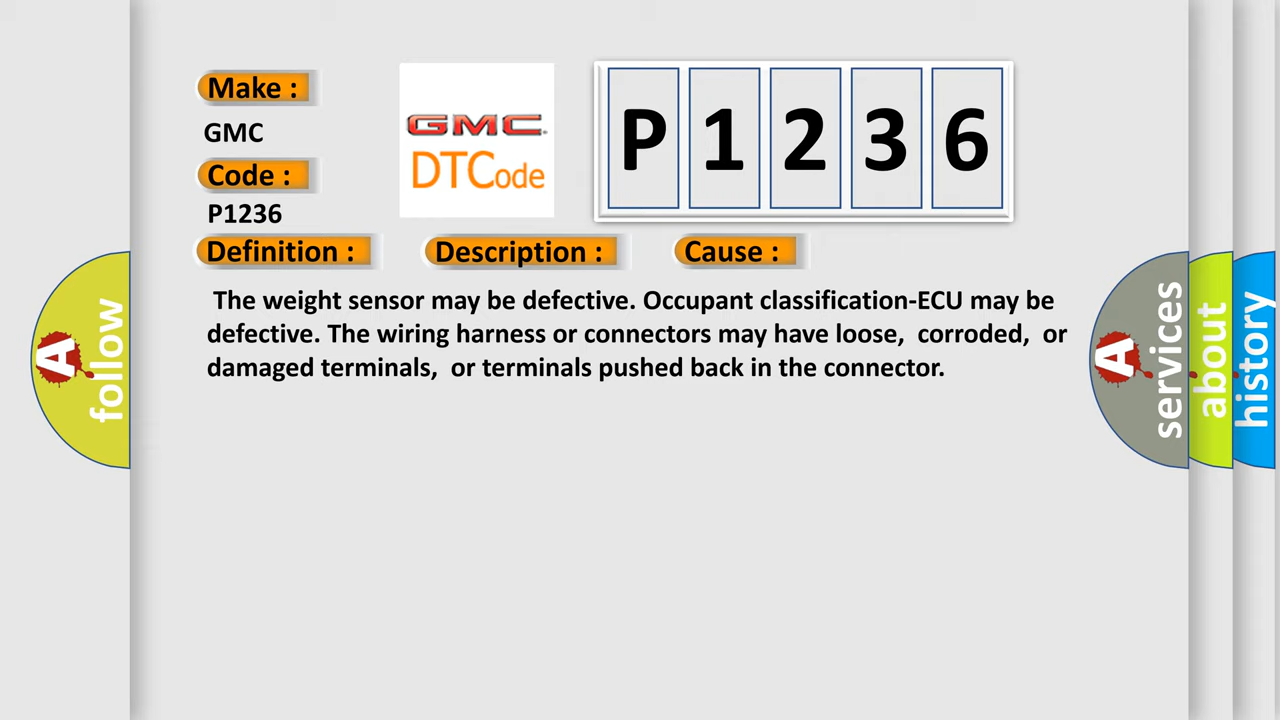 Make :
GMC
Code :
P1236
GMC
DTCode
P 1 2 3 6
Definition :
Description :
Cause :
The weight sensor may be defective. Occupant classification-ECU may be
defective. The wiring harness or connectors may have loose, corroded, or
damaged terminals, or terminals pushed back in the connector.
A
follow
A
services
about
history